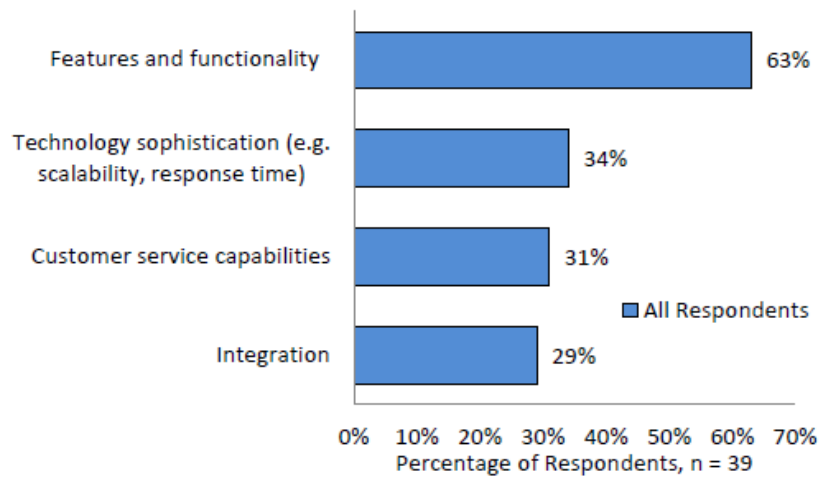 Features and functionality
63%
Technology sophistication (e.g.
scalability, response time)
34%
Customer service capabilities
31%
All Respondents
Integration
29%
0% 10% 20% 30% 40% 50% 60% 70%
Percentage of Respondents, n = 39